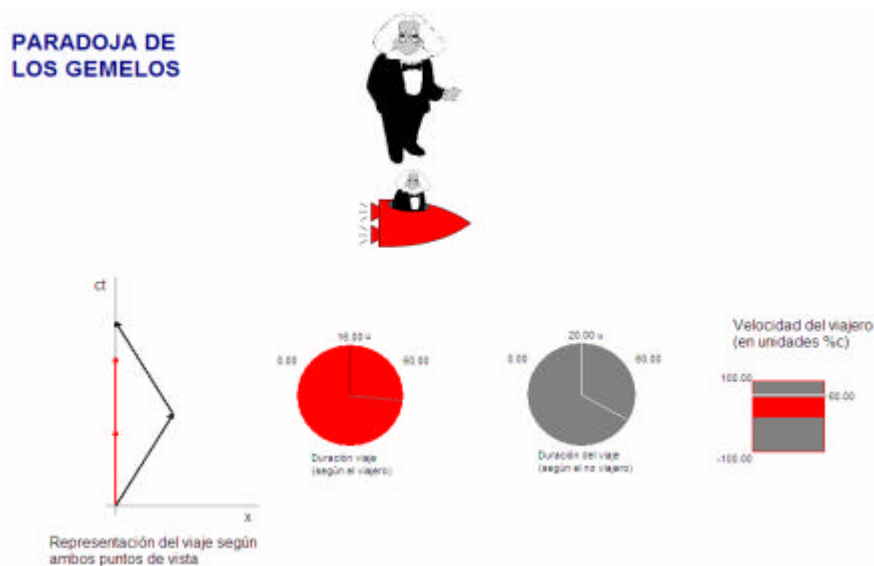 PARADOJA DE
LOS GEMELOS
ct
x
Representación del viaje según
ambos puntos de vista
16.00 u
0.00
60.00
Duración viaje
(según el viajero)
20.00 u
0.00
60.00
Duración del viaje
(según el no viajero)
Velocidad del viajero
(en unidades %c)
100.00
60.00
-100.00